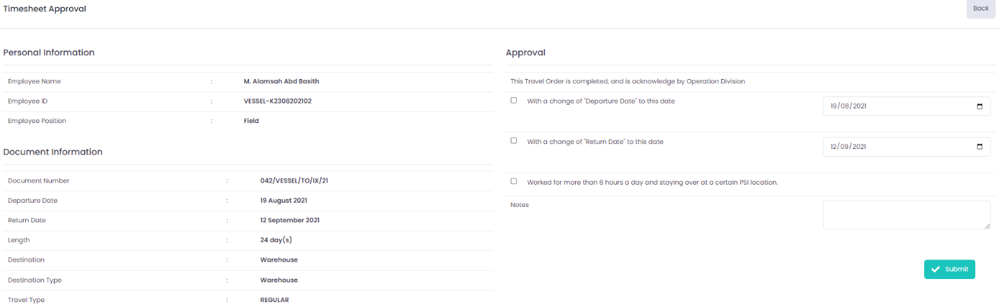 Timesheet Approval
Back
Personal Information
Employee Name : M. Alamsah Abd Basith
Employee ID : VESSEL-K2308202102
Employee Position : Field
Document Information
Document Number : 042/VESSEL/TO/IX/21
Departure Date : 19 August 2021
Return Date : 12 September 2021
Length : 24 day(s)
Destination : Warehouse
Destination Type : Warehouse
Travel Type : REGULAR
Approval
This Travel Order is completed, and is acknowledge by Operation Division
With a change of "Departure Date" to this date 19/08/2021
With a change of "Return Date" to this date 12/09/2021
Worked for more than 8 hours a day and staying over at a certain PSI location.
Notes
Submit